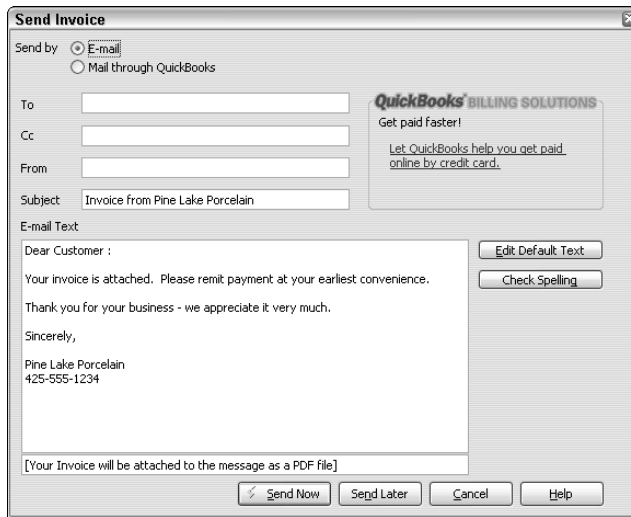 Send Invoice
Send by
E-mail
Mail through QuickBooks
To
Cc
From
Subject
Invoice from Pine Lake Porcelain
QuickBooks BILLING SOLUTIONS
Get paid faster!
Let QuickBooks help you get paid
online by credit card.
E-mail Text
Dear Customer :
Your invoice is attached.  Please remit payment at your earliest convenience.
Thank you for your business - we appreciate it very much.
Sincerely,
Pine Lake Porcelain
425-555-1234
Edit Default Text
Check Spelling
[Your Invoice will be attached to the message as a PDF file]
Send Now
Send Later
Cancel
Help